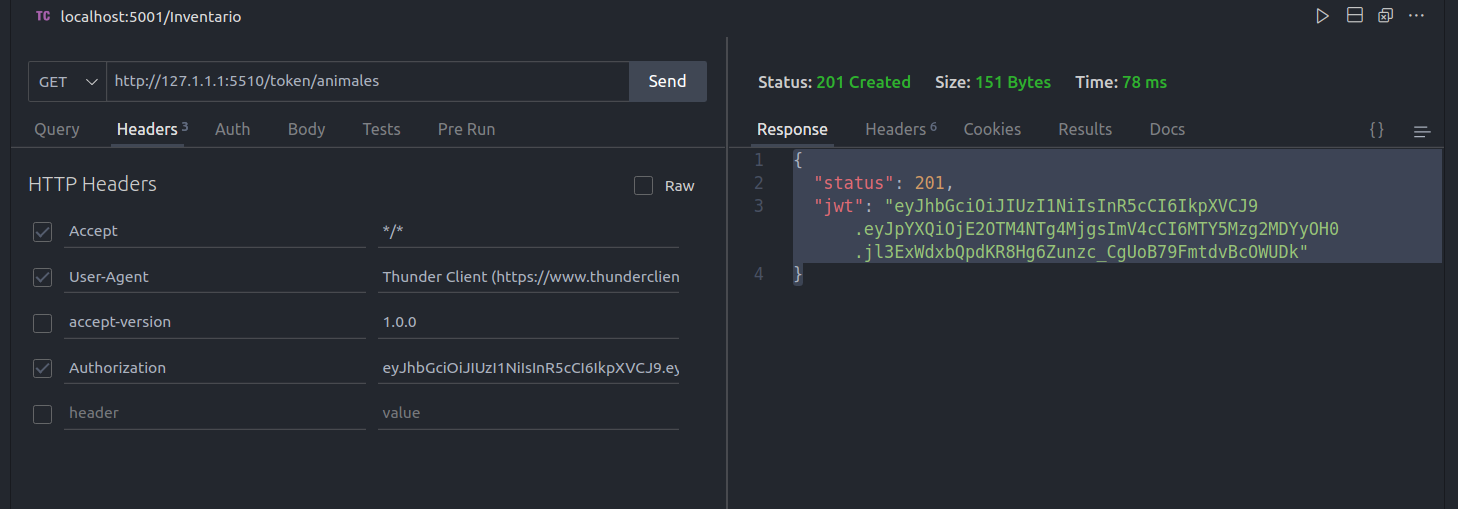 TC localhost:5001/Inventario
GET http://127.1.1.1:5510/token/animales Send
Query Headers 3 Auth Body Tests Pre Run
HTTP Headers Raw
Accept */*
User-Agent Thunder Client (https://www.thunderclien
accept-version 1.0.0
Authorization eyJhbGciOiJIUzI1NiIsInR5cCI6IkpXVCJ9.ey
header value
Status: 201 Created Size: 151 Bytes Time: 78 ms
Response Headers 6 Cookies Results Docs {}
1 {
2 "status": 201,
3 "jwt": "eyJhbGciOiJIUzI1NiIsInR5cCI6IkpXVCJ9
.eyJpYXQiOjE2OTM4NTg4MjgsImV4cCI6MTY5Mzg2MDYyOH0
.jl3ExWdxbQpdKR8Hg6Zunzc_CgUoB79FmtdvBcOWUDk"
4 }